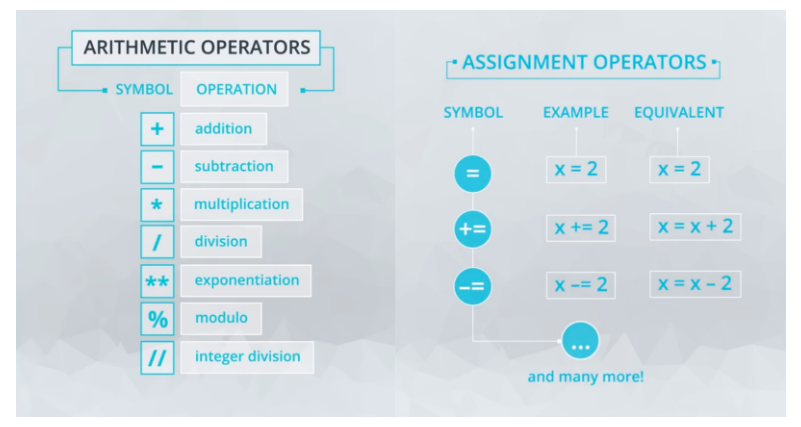 ARITHMETIC OPERATORS
SYMBOL OPERATION
+ addition
− subtraction
* multiplication
/ division
** exponentiation
% modulo
// integer division
ASSIGNMENT OPERATORS
SYMBOL EXAMPLE EQUIVALENT
= x = 2 x = 2
+= x += 2 x = x + 2
−= x −= 2 x = x − 2
...
and many more!